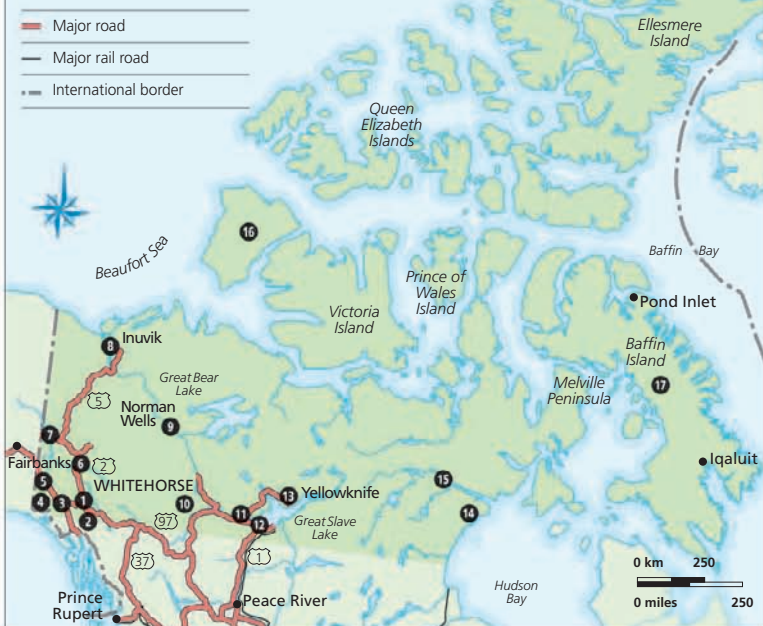 Major road
Major rail road
International border
Ellesmere
Island
Queen
Elizabeth
Islands
16
Beaufort Sea
Baffin Bay
Prince of
Wales
Island
Pond Inlet
Victoria
Island
8 Inuvik
Baffin
Island
Great Bear
Lake
Melville
Peninsula
17
5
Norman
Wells 9
7
Fairbanks
6
2
Iqaluit
5
WHITEHORSE
15
4
3
1
10
13 Yellowknife
11
14
2
97
12
Great Slave
Lake
37
1
0 km 250
0 miles 250
Hudson
Bay
Prince
Rupert
Peace River